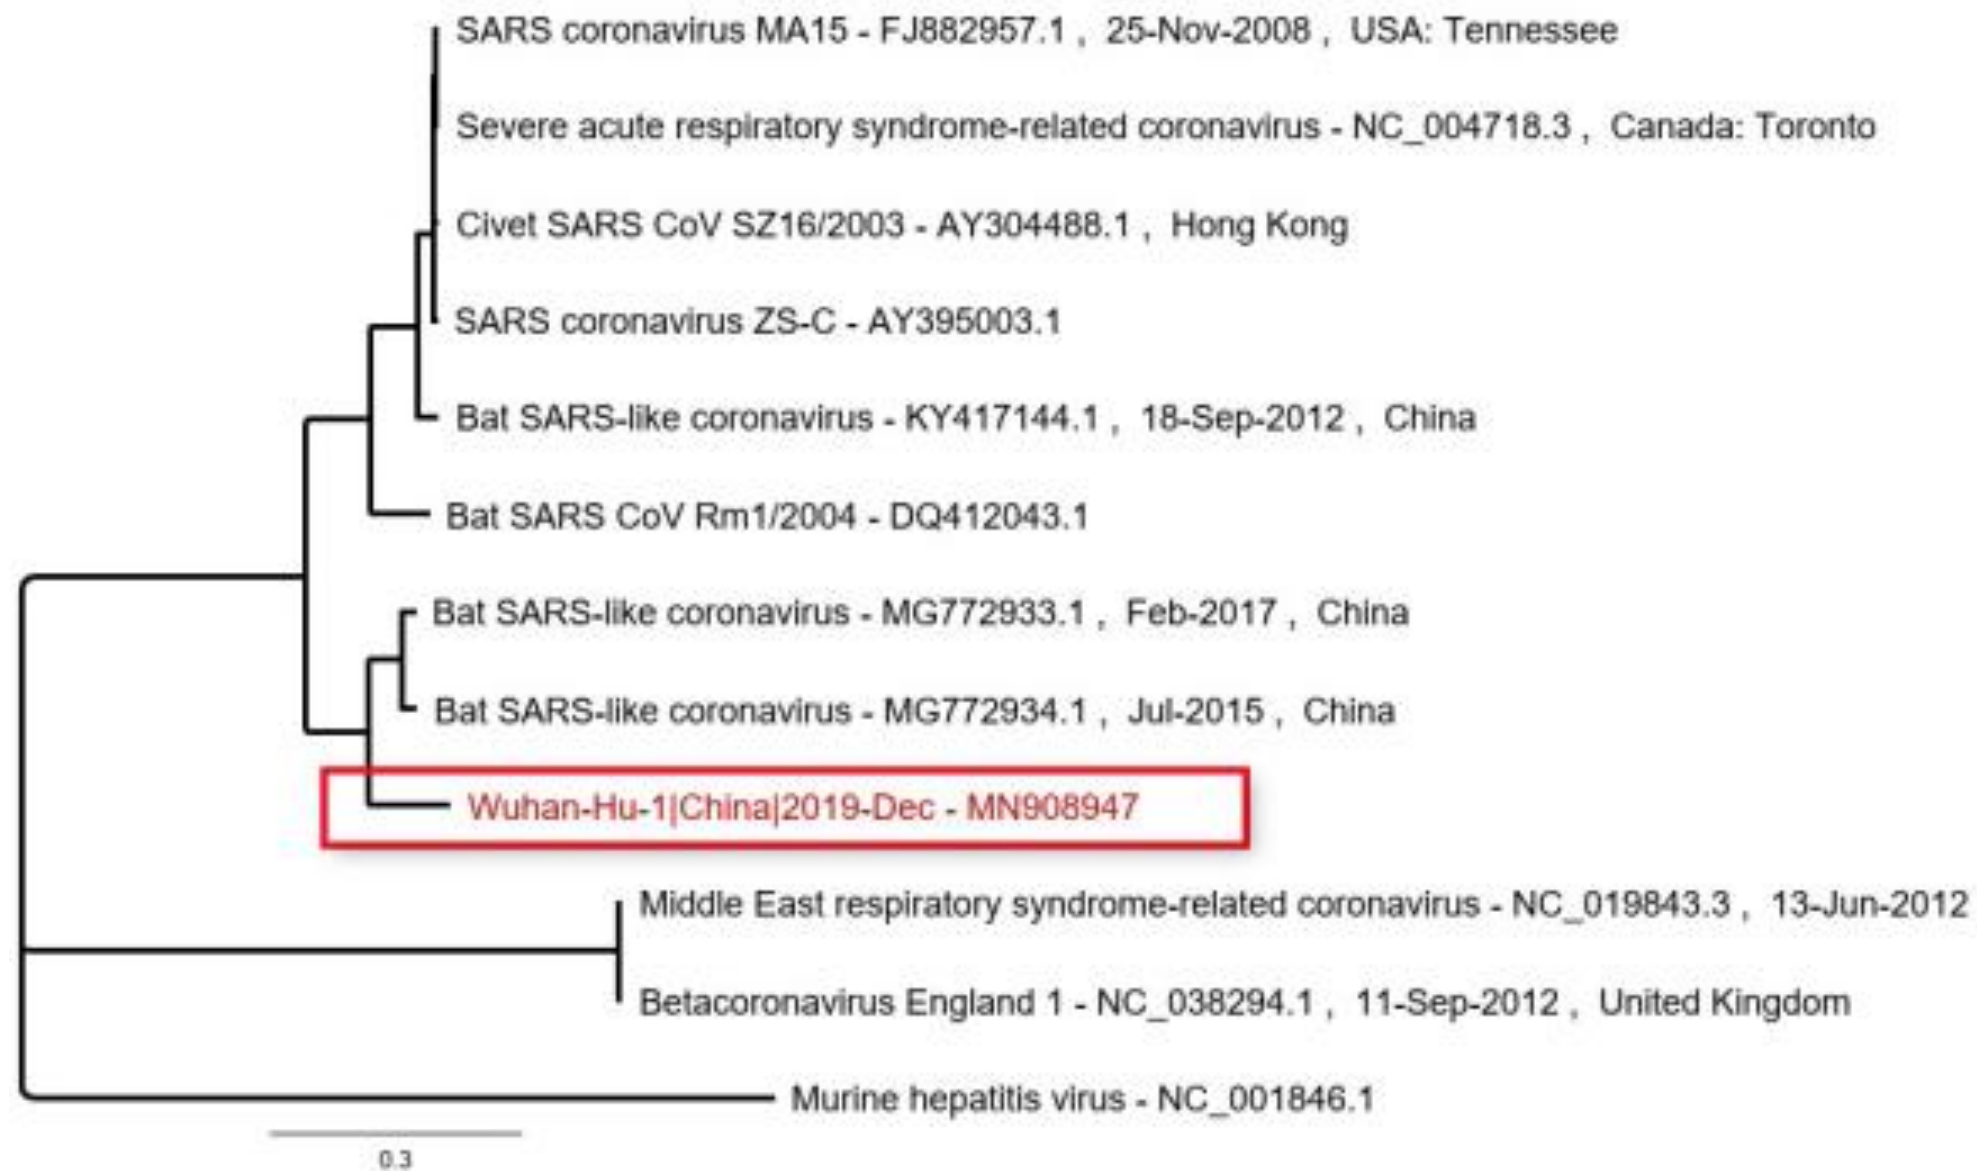 SARS coronavirus MA15 - FJ882957.1 , 25-Nov-2008 , USA: Tennessee
Severe acute respiratory syndrome-related coronavirus - NC_004718.3 , Canada: Toronto
Civet SARS CoV SZ16/2003 - AY304488.1 , Hong Kong
SARS coronavirus ZS-C - AY395003.1
Bat SARS-like coronavirus - KY417144.1 , 18-Sep-2012 , China
Bat SARS CoV Rm1/2004 - DQ412043.1
Bat SARS-like coronavirus - MG772933.1 , Feb-2017 , China
Bat SARS-like coronavirus - MG772934.1 , Jul-2015 , China
Wuhan-Hu-1|China|2019-Dec - MN908947
Middle East respiratory syndrome-related coronavirus - NC_019843.3 , 13-Jun-2012
Betacoronavirus England 1 - NC_038294.1 , 11-Sep-2012 , United Kingdom
Murine hepatitis virus - NC_001846.1
0.3